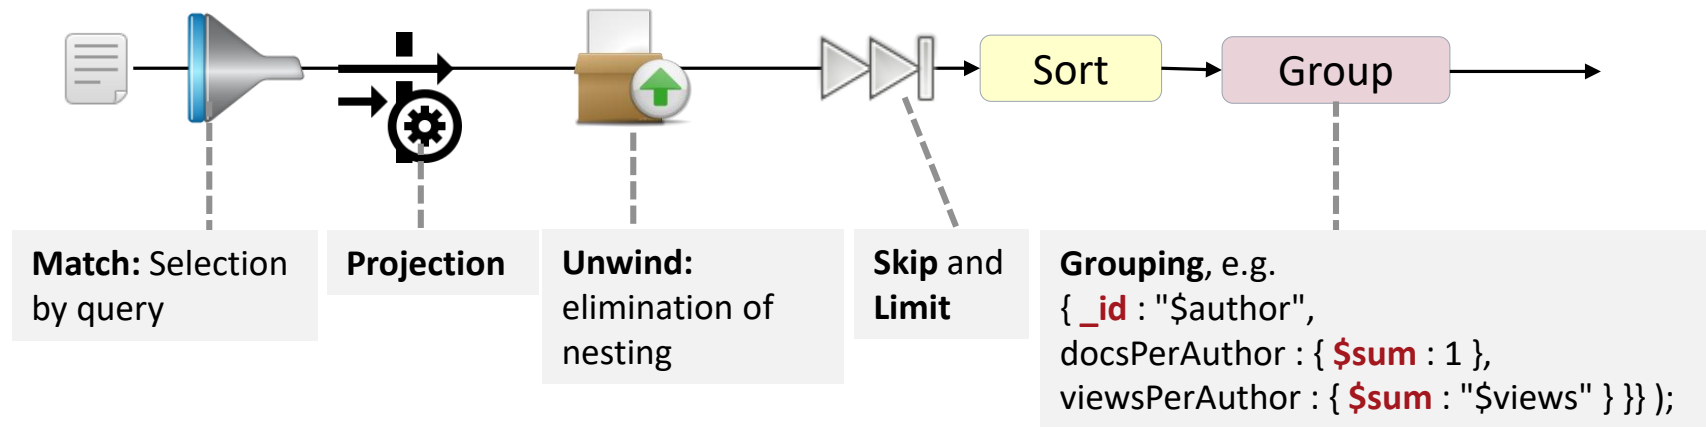 Sort
Group
Match: Selection
by query
Projection
Unwind:
elimination of
nesting
Skip and
Limit
Grouping, e.g.
{ _id : "$author",
docsPerAuthor : { $sum : 1 },
viewsPerAuthor : { $sum : "$views" } }} );